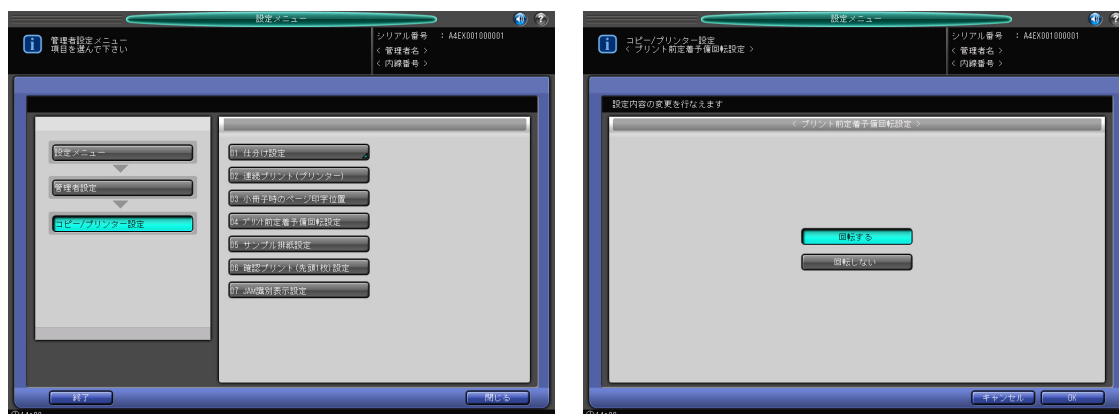 設定メニュー
管理者設定メニュー
項目を選んで下さい
シリアル番号 : A4EX001000001
< 管理者名 >
< 内線番号 >
設定メニュー
管理者設定
コピー/プリンター設定
01 仕分け設定
02 連続プリント(プリンター)
03 小冊子時のページ印字位置
04 プリント前定着予備回転設定
05 サンプル排紙設定
06 確認プリント(先頭1枚)設定
07 JAM識別表示設定
終了
閉じる
設定メニュー
コピー/プリンター設定
< プリント前定着予備回転設定 >
シリアル番号 : A4EX001000001
< 管理者名 >
< 内線番号 >
設定内容の変更を行なえます
< プリント前定着予備回転設定 >
回転する
回転しない
キャンセル
OK